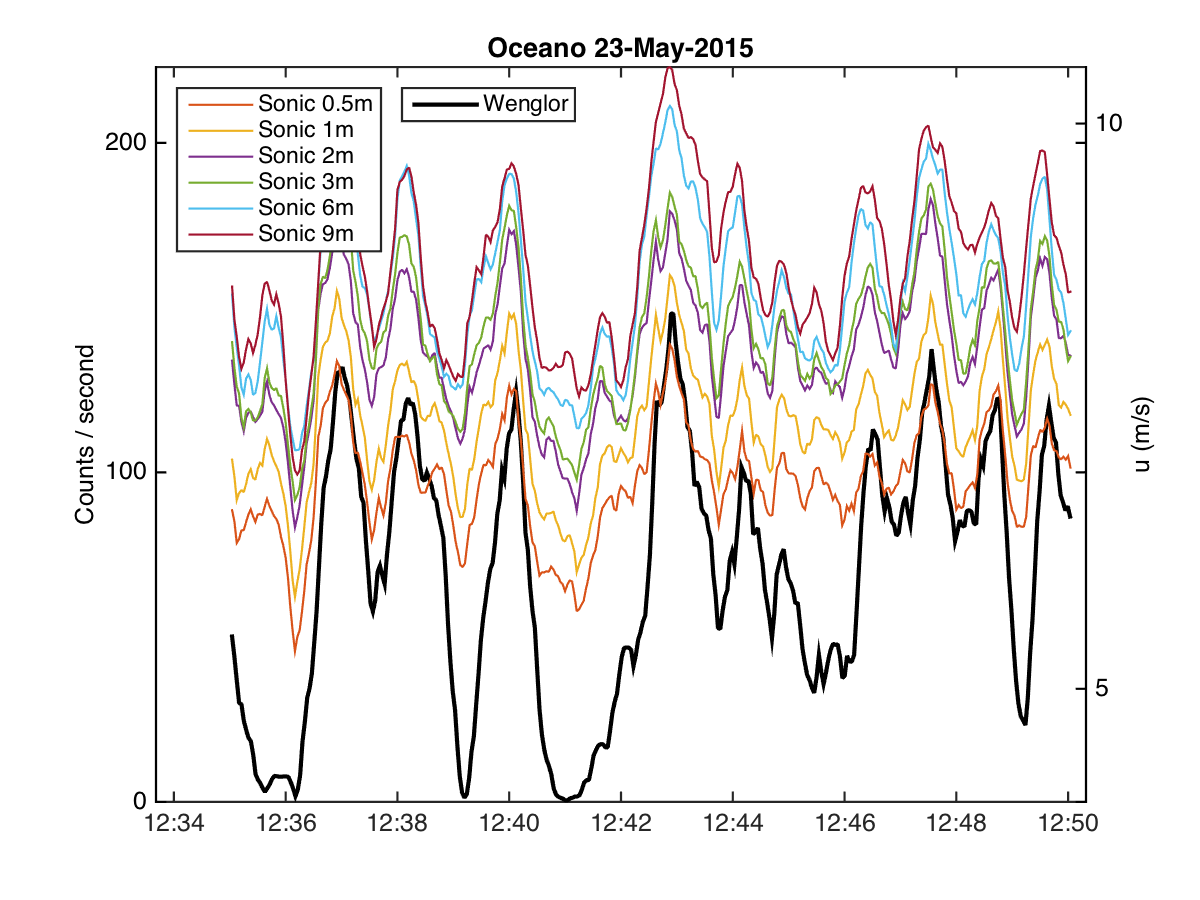 Oceano 23-May-2015
Sonic 0.5m
Sonic 1m
Sonic 2m
Sonic 3m
Sonic 6m
Sonic 9m
Wenglor
200
100
0
Counts / second
10
5
u (m/s)
12:34 12:36 12:38 12:40 12:42 12:44 12:46 12:48 12:50